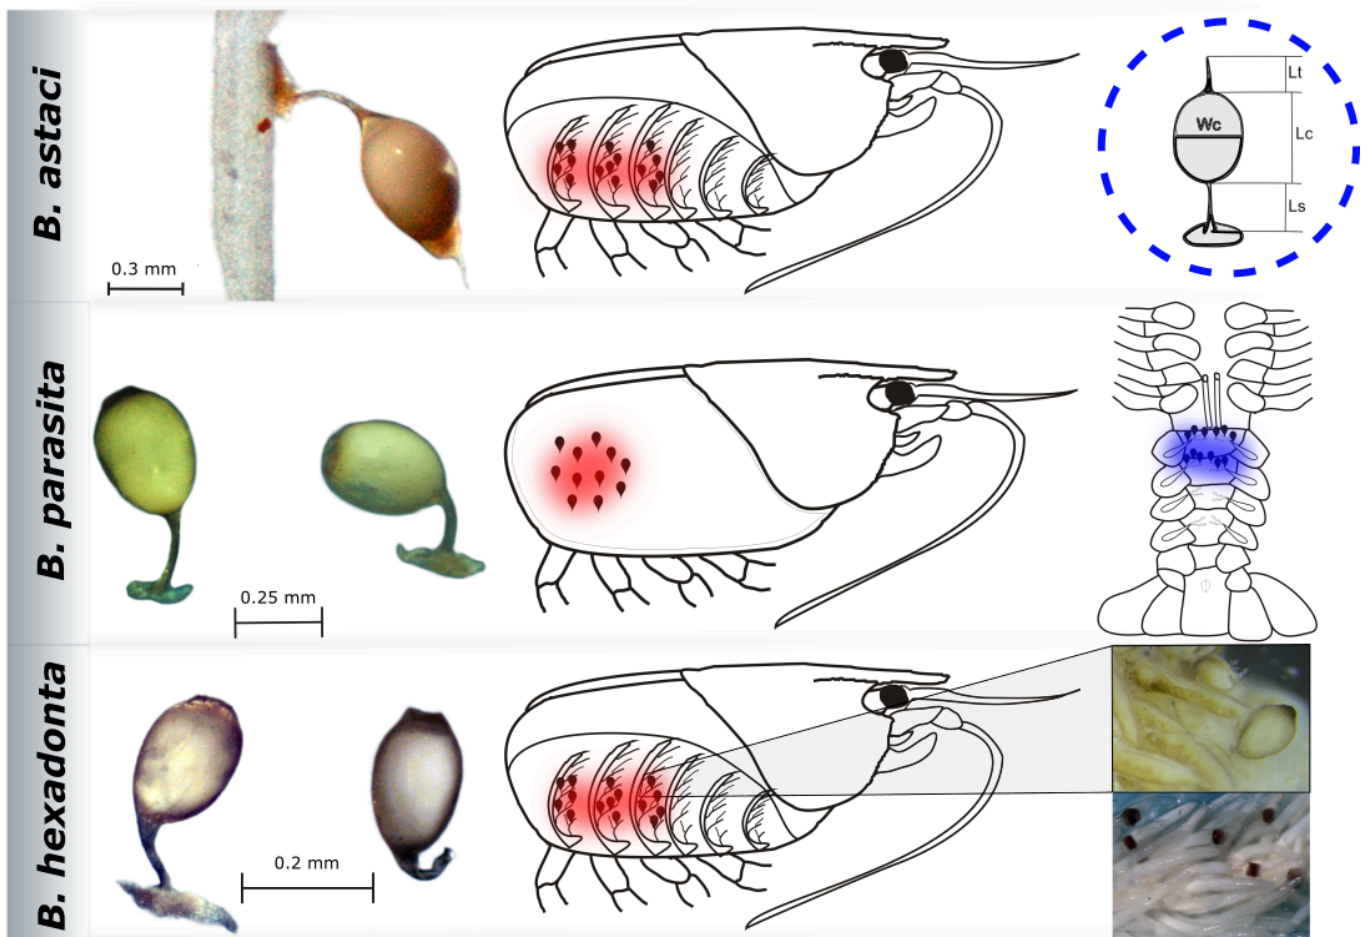 B. astaci
0.3 mm
Wc
Lt
Lc
Ls
B. parasita
0.25 mm
B. hexadonta
0.2 mm